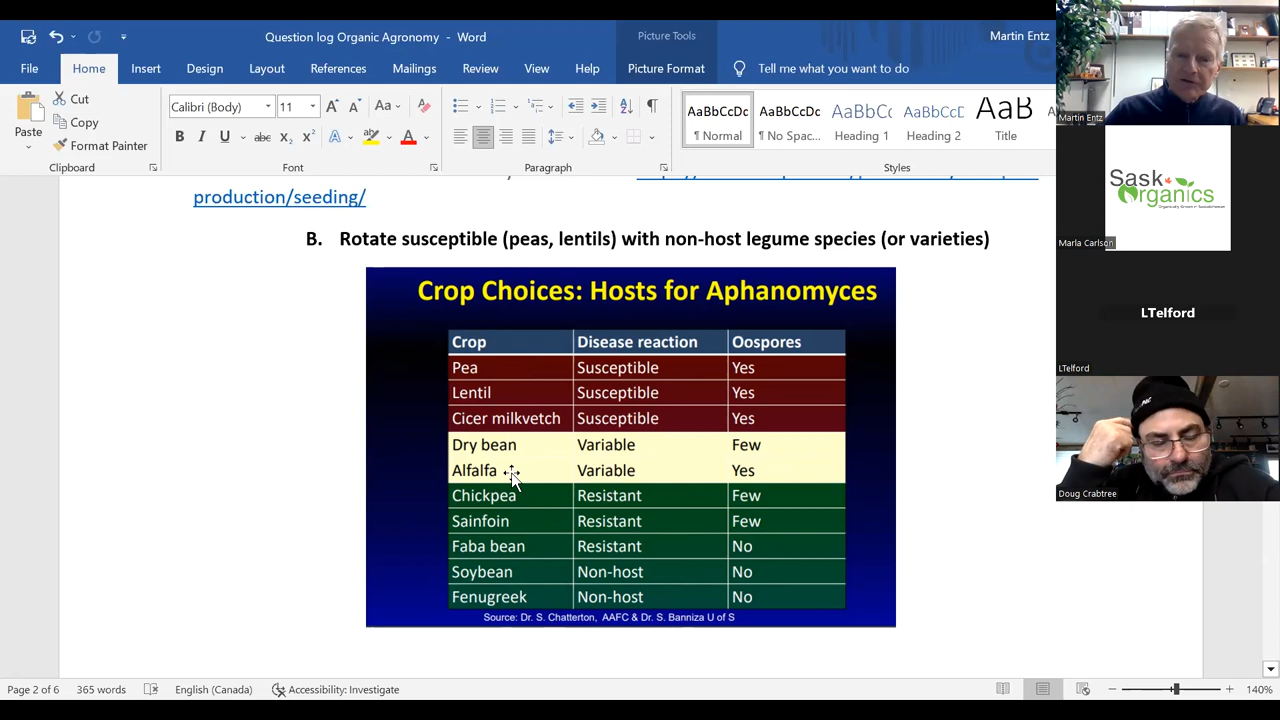 Question log Organic Agronomy - Word
Picture Tools
Martin Entz
File Home Insert Design Layout References Mailings Review View Help Picture Format Tell me what you want to do
Paste
Cut
Copy
Format Painter
Clipboard
Calibri (Body) 11
Font
Paragraph
AaBbCcDc AaBbCcDc AaBbCcD AaBbCcD AaB
¶ Normal ¶ No Spac... Heading 1 Heading 2 Title
Styles
production/seeding/
B. Rotate susceptible (peas, lentils) with non-host legume species (or varieties)
Crop Choices: Hosts for Aphanomyces
Crop Disease reaction Oospores
Pea Susceptible Yes
Lentil Susceptible Yes
Cicer milkvetch Susceptible Yes
Dry bean Variable Few
Alfalfa Variable Yes
Chickpea Resistant Few
Sainfoin Resistant Few
Faba bean Resistant No
Soybean Non-host No
Fenugreek Non-host No
Source: Dr. S. Chatterton, AAFC & Dr. S. Banniza U of S
Page 2 of 6 365 words English (Canada) Accessibility: Investigate 140%
Martin Entz
Sask
Organics
Marla Carlson
LTelford
LTelford
Doug Crabtree